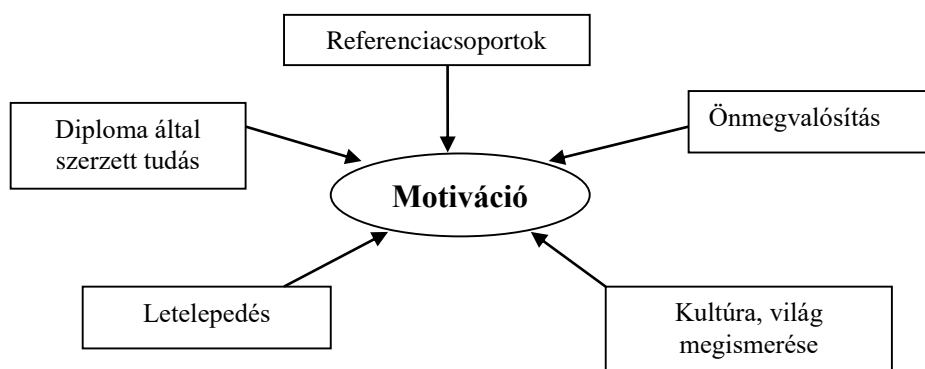 Referenciacsoportok
Diploma által
szerzett tudás
Önmegvalósítás
Motiváció
Letelepedés
Kultúra, világ
megismerése